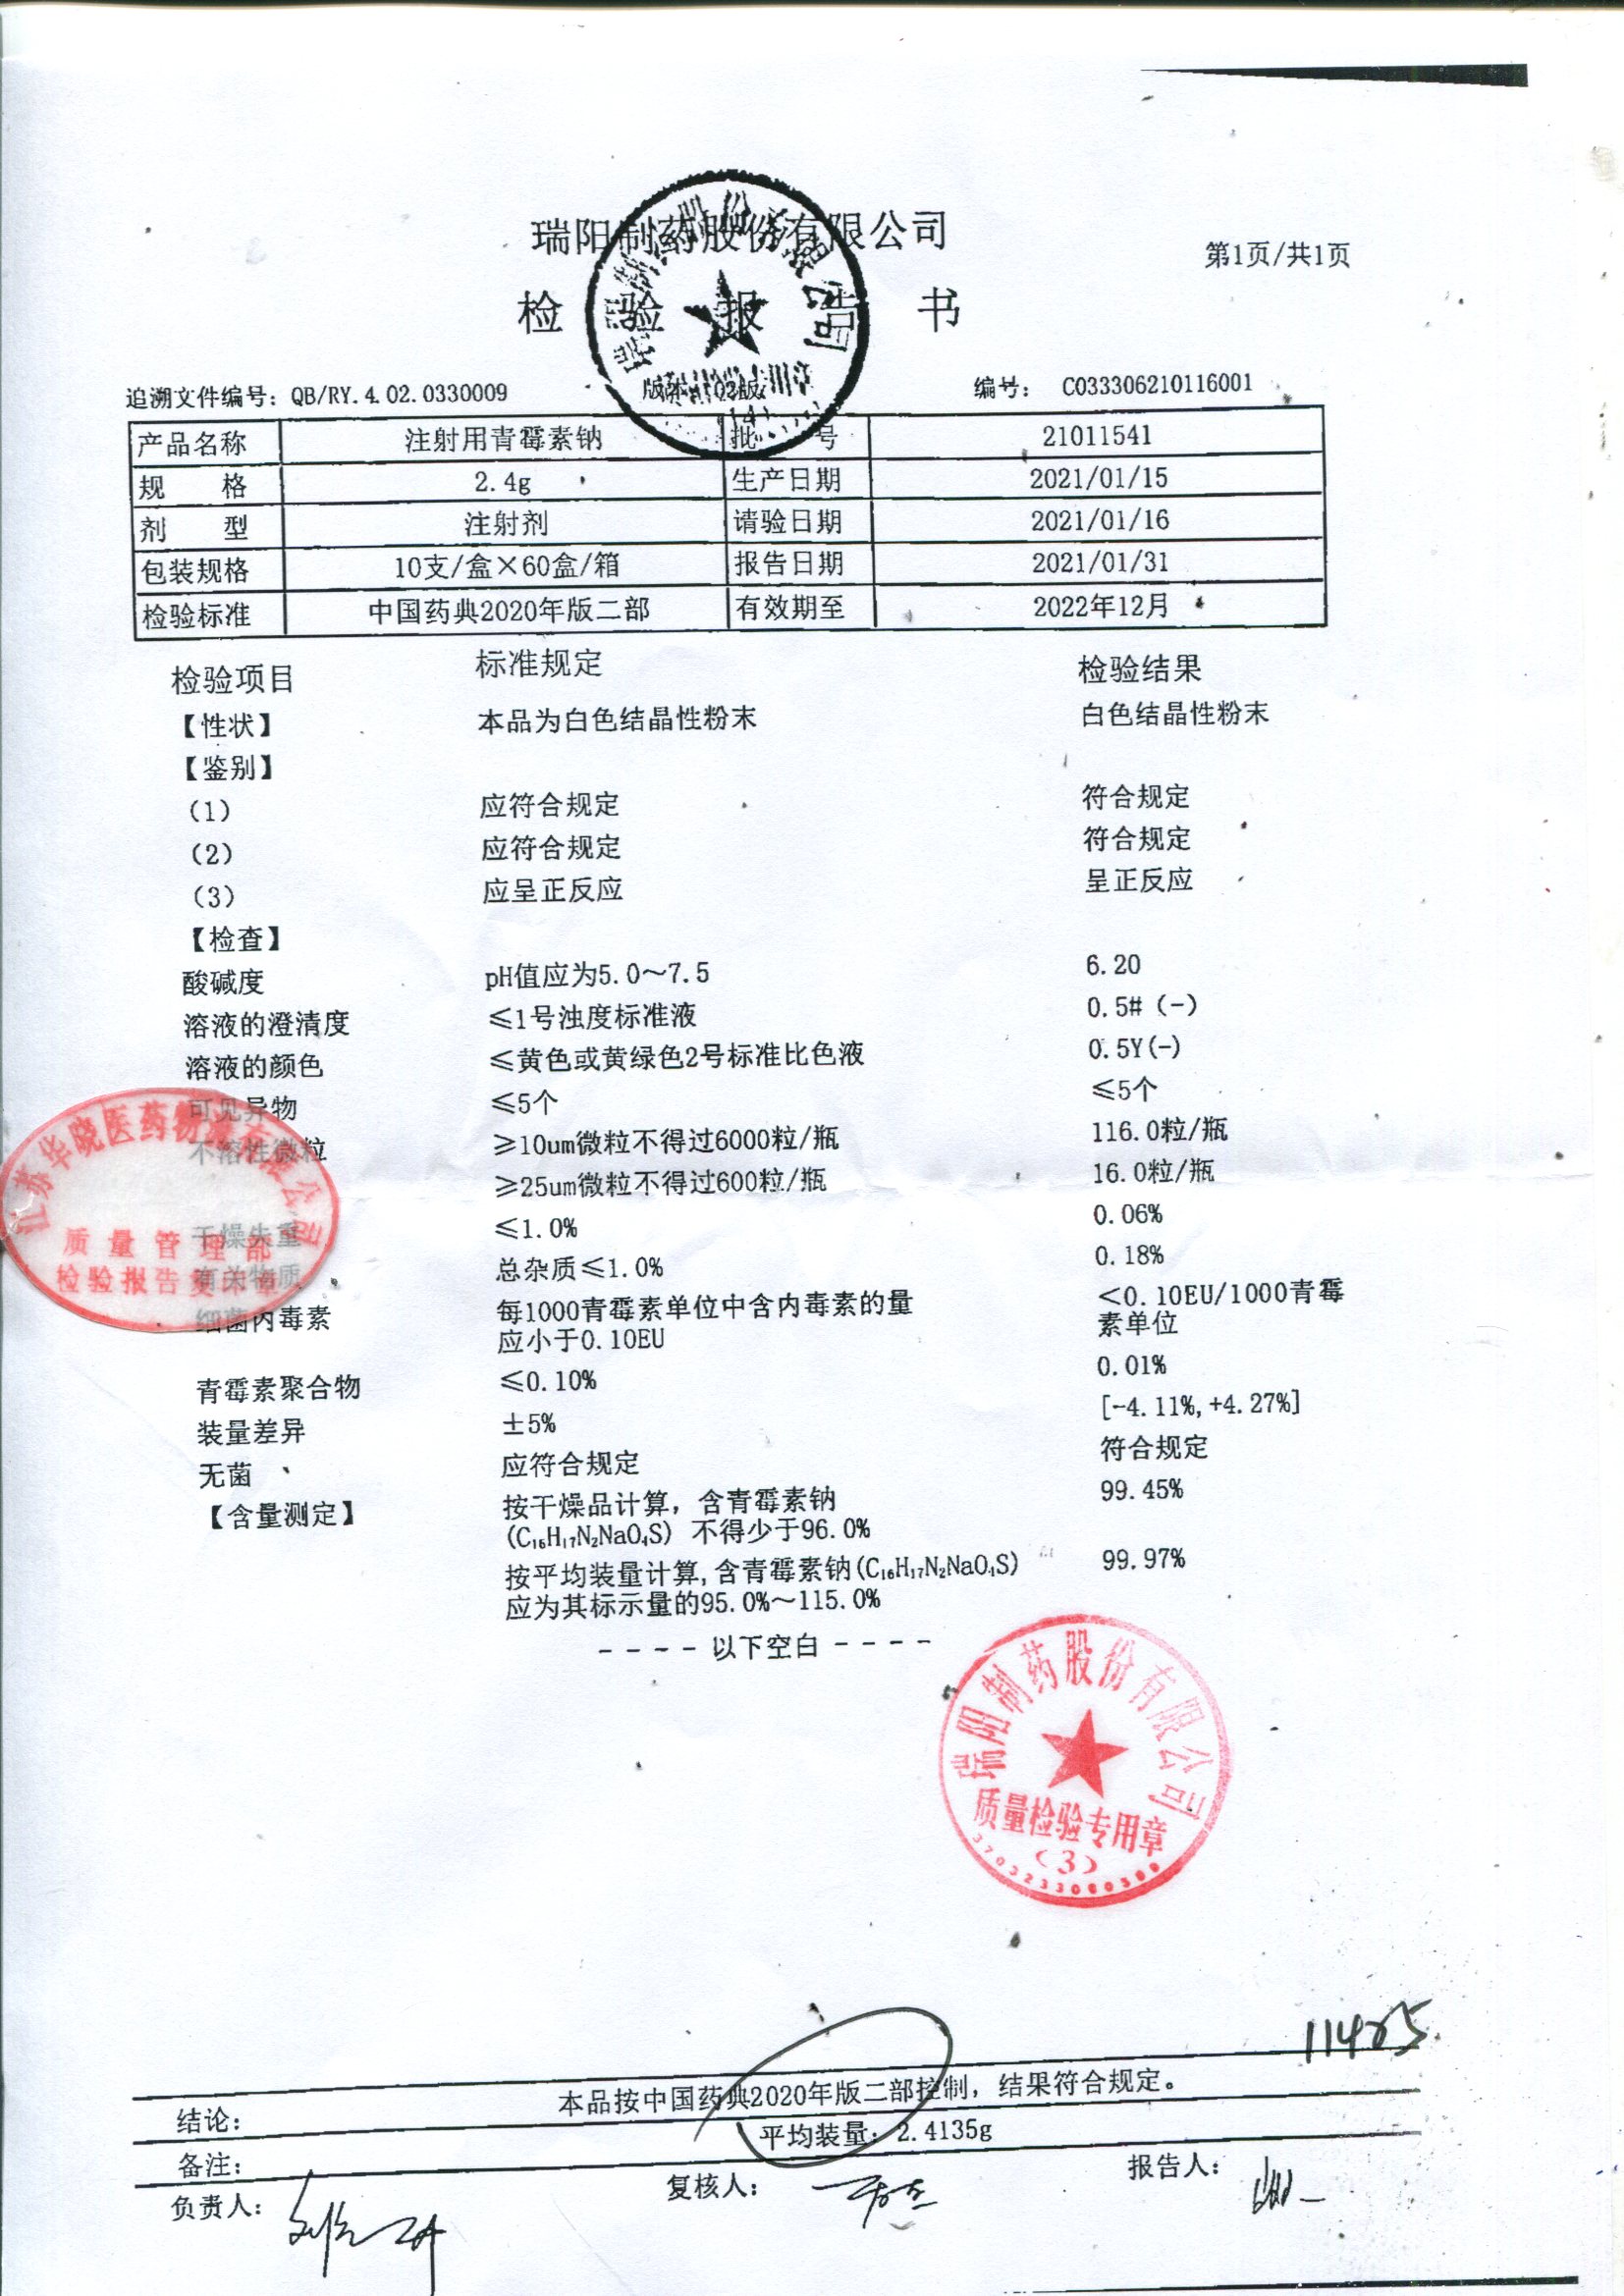 瑞阳制药股份有限公司
第1页/共1页
检验报告书
追溯文件编号：QB/RY.4.02.0330009
编号： C033306210116001
产品名称 注射用青霉素钠 批号 21011541
规格 2.4g 生产日期 2021/01/15
剂型 注射剂 请验日期 2021/01/16
包装规格 10支/盒×60盒/箱 报告日期 2021/01/31
检验标准 中国药典2020年版二部 有效期至 2022年12月
检验项目 标准规定 检验结果
【性状】 本品为白色结晶性粉末 白色结晶性粉末
【鉴别】
(1) 应符合规定 符合规定
(2) 应符合规定 符合规定
(3) 应呈正反应 呈正反应
【检查】
酸碱度 pH值应为5.0～7.5 6.20
溶液的澄清度 ≤1号浊度标准液 0.5#（-）
溶液的颜色 ≤黄色或黄绿色2号标准比色液 0.5Y(-)
可见异物 ≤5个 ≤5个
不溶性微粒 ≥10um微粒不得过6000粒/瓶 116.0粒/瓶
≥25um微粒不得过600粒/瓶 16.0粒/瓶
干燥失重 ≤1.0% 0.06%
有关物质 总杂质≤1.0% 0.18%
细菌内毒素 每1000青霉素单位中含内毒素的量 <0.10EU/1000青霉
应小于0.10EU 素单位
青霉素聚合物 ≤0.10% 0.01%
装量差异 ±5% [-4.11%,+4.27%]
无菌 应符合规定 符合规定
【含量测定】 按干燥品计算，含青霉素钠 99.45%
(C₁₆H₁₇N₂NaO₄S) 不得少于96.0%
按平均装量计算,含青霉素钠(C₁₆H₁₇N₂NaO₄S) 99.97%
应为其标示量的95.0%～115.0%
---- 以下空白 ----
江苏华晓医药物流有限公司
质量管理部
检验报告复印章
瑞阳制药股份有限公司
质量检验专用章
(3)
3703233000300
结论： 本品按中国药典2020年版二部控制，结果符合规定。
备注： 平均装量：2.4135g
负责人： 复核人： 报告人：